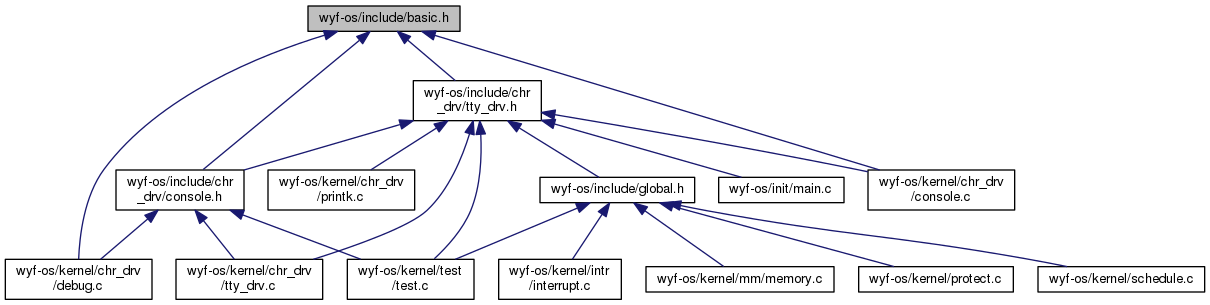 wyf-os/include/basic.h
wyf-os/include/chr
_drv/tty_drv.h
wyf-os/include/chr
_drv/console.h
wyf-os/kernel/chr_drv
/printk.c
wyf-os/include/global.h
wyf-os/init/main.c
wyf-os/kernel/chr_drv
/console.c
wyf-os/kernel/chr_drv
/debug.c
wyf-os/kernel/chr_drv
/tty_drv.c
wyf-os/kernel/test
/test.c
wyf-os/kernel/intr
/interrupt.c
wyf-os/kernel/mm/memory.c
wyf-os/kernel/protect.c
wyf-os/kernel/schedule.c